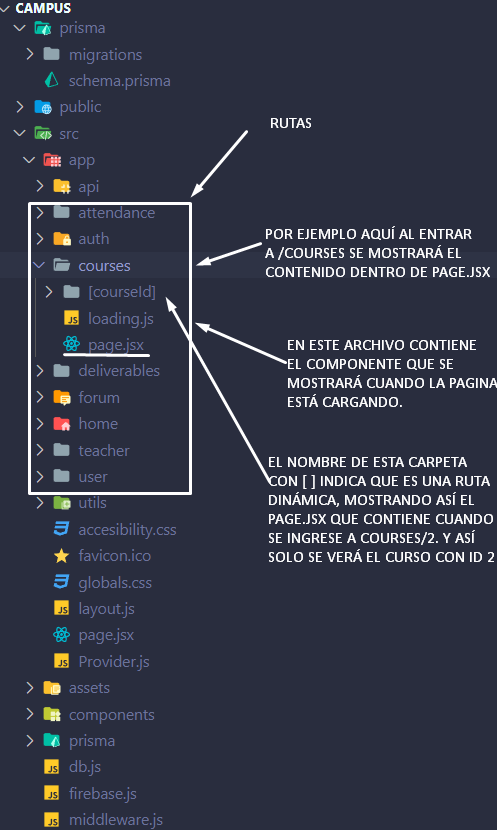 CAMPUS
prisma
migrations
schema.prisma
public
src
app
api
attendance
auth
courses
[courseId]
loading.js
page.jsx
deliverables
forum
home
teacher
user
utils
accesibility.css
favicon.ico
globals.css
layout.js
page.jsx
Provider.js
assets
components
prisma
db.js
firebase.js
middleware.js
RUTAS
POR EJEMPLO AQUÍ AL ENTRAR
A /COURSES SE MOSTRARÁ EL
CONTENIDO DENTRO DE PAGE.JSX
EN ESTE ARCHIVO CONTIENE
EL COMPONENTE QUE SE
MOSTRARÁ CUANDO LA PAGINA
ESTÁ CARGANDO.
EL NOMBRE DE ESTA CARPETA
CON [ ] INDICA QUE ES UNA RUTA
DINÁMICA, MOSTRANDO ASÍ EL
PAGE.JSX QUE CONTIENE CUANDO
SE INGRESE A COURSES/2. Y ASÍ
SOLO SE VERÁ EL CURSO CON ID 2